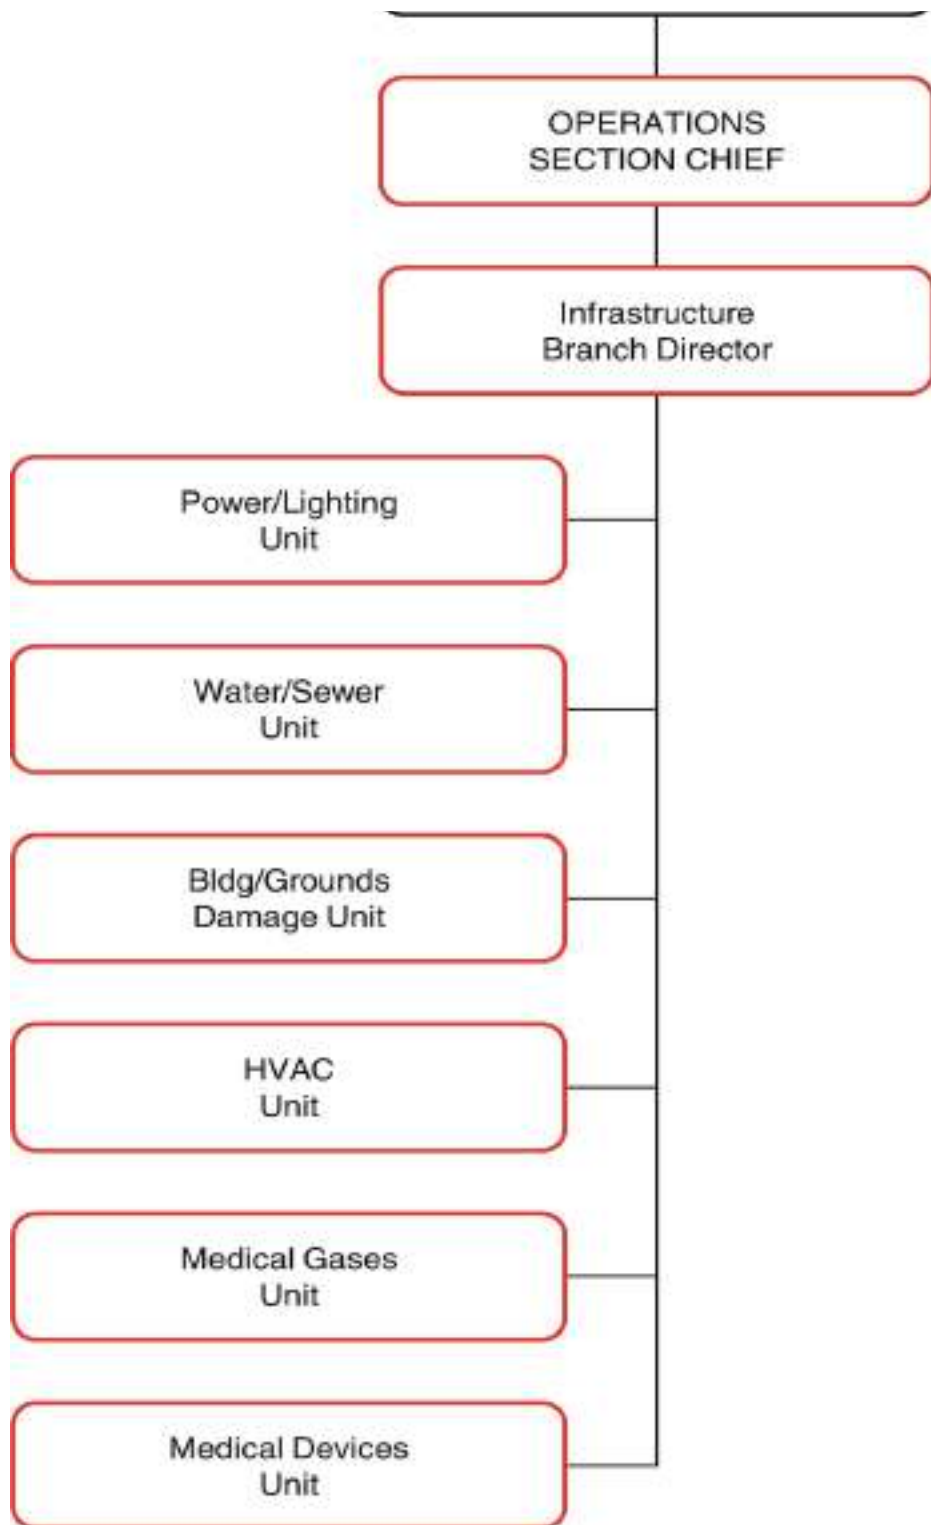 OPERATIONS
SECTION CHIEF
Infrastructure
Branch Director
Power/Lighting
Unit
Water/Sewer
Unit
Bldg/Grounds
Damage Unit
HVAC
Unit
Medical Gases
Unit
Medical Devices
Unit